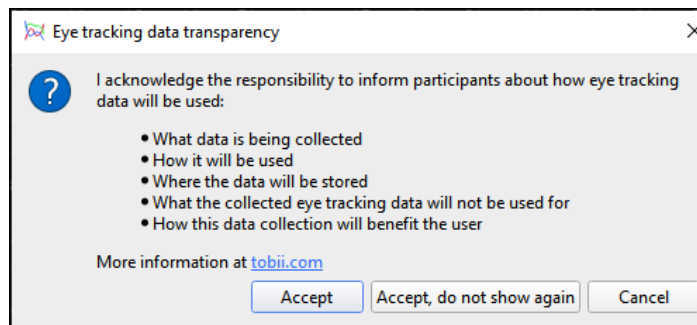 Eye tracking data transparency
I acknowledge the responsibility to inform participants about how eye tracking
data will be used:
• What data is being collected
• How it will be used
• Where the data will be stored
• What the collected eye tracking data will not be used for
• How this data collection will benefit the user
More information at tobii.com
Accept
Accept, do not show again
Cancel